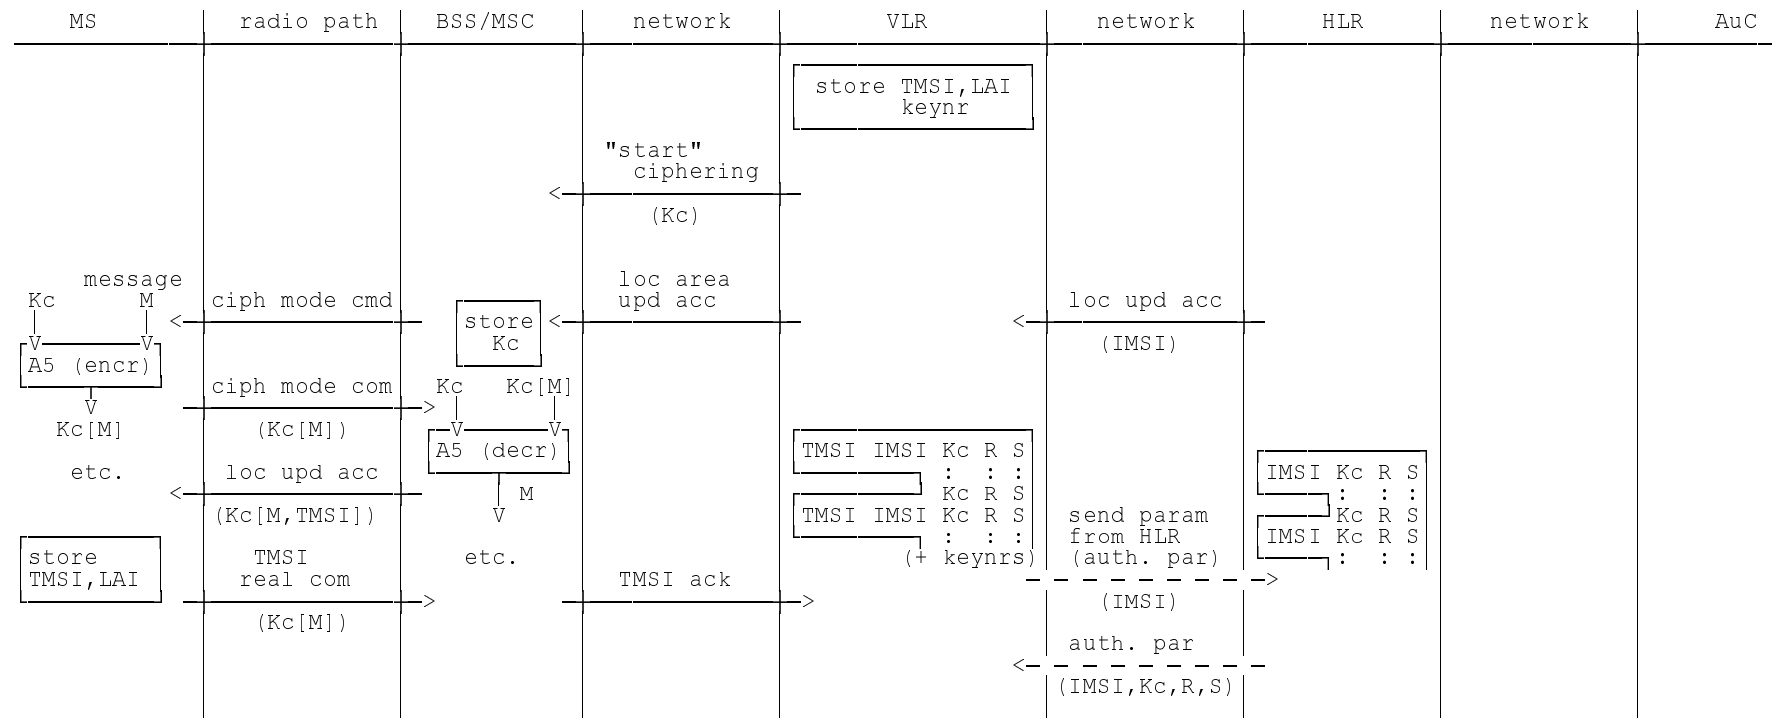 MS radio path BSS/MSC network VLR network HLR network AuC
store TMSI,LAI
keynr
"start"
ciphering
<
(Kc)
message loc area
Kc M ciph mode cmd upd acc loc upd acc
< store < <
V V Kc (IMSI)
A5 (encr)
ciph mode com Kc Kc[M]
V >
Kc[M] (Kc[M]) V V
A5 (decr) TMSI IMSI Kc R S
etc. loc upd acc : : : IMSI Kc R S
< M Kc R S : : :
(Kc[M,TMSI]) V TMSI IMSI Kc R S send param Kc R S
: : : from HLR IMSI Kc R S
store TMSI etc. (+ keynrs) (auth. par) : : :
TMSI,LAI real com TMSI ack >
> > (IMSI)
(Kc[M])
auth. par
<
(IMSI,Kc,R,S)